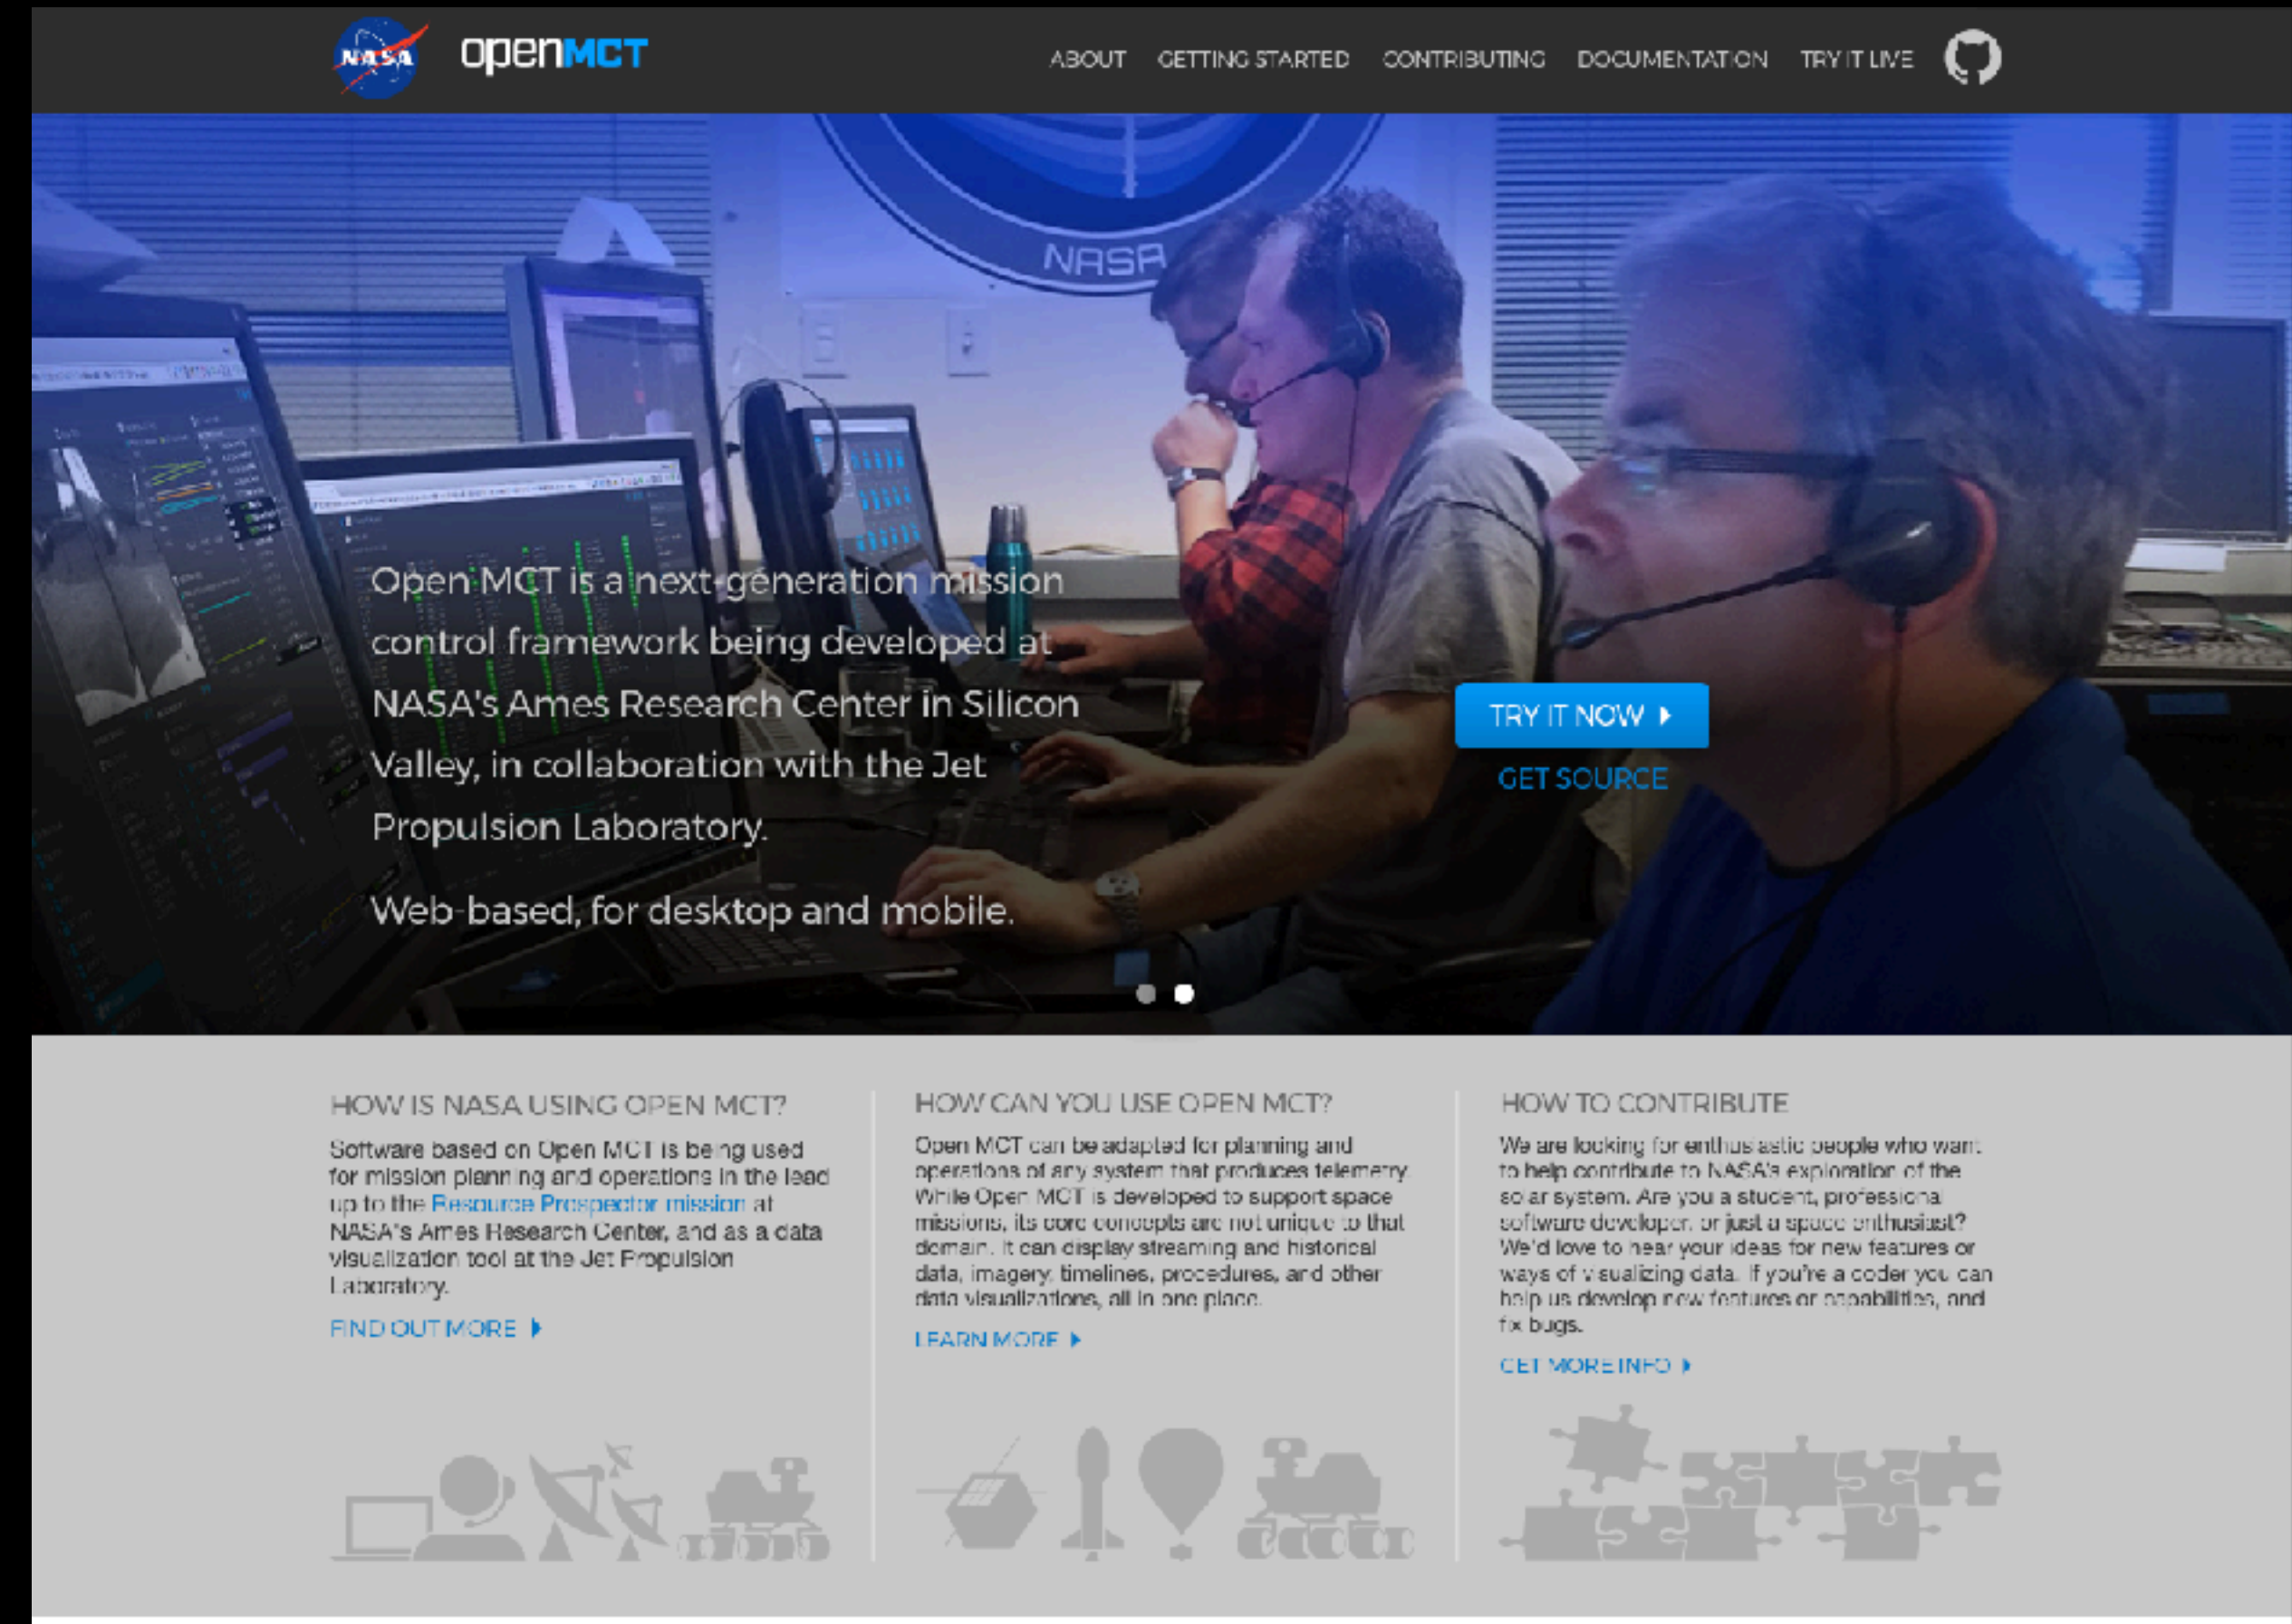 NASA
openMCT
ABOUT GETTING STARTED CONTRIBUTING DOCUMENTATION TRY IT LIVE
NASA
Open MCT is a next-generation mission
control framework being developed at
NASA's Ames Research Center in Silicon
Valley, in collaboration with the Jet
Propulsion Laboratory.
Web-based, for desktop and mobile.
TRY IT NOW
GET SOURCE
HOW IS NASA USING OPEN MCT?
Software based on Open MCT is being used
for mission planning and operations in the lead
up to the Resource Prospector mission at
NASA's Ames Research Center, and as a data
visualization tool at the Jet Propulsion
Laboratory.
FIND OUT MORE
HOW CAN YOU USE OPEN MCT?
Open MCT can be adapted for planning and
operations of any system that produces telemetry.
While Open MCT is developed to support space
missions, its core concepts are not unique to that
domain. It can display streaming and historical
data, imagery, timelines, procedures, and other
data visualizations, all in one place.
LEARN MORE
HOW TO CONTRIBUTE
We are looking for enthusiastic people who want
to help contribute to NASA's exploration of the
solar system. Are you a student, professional
software developer, or just a space enthusiast?
We'd love to hear your ideas for new features or
ways of visualizing data. If you're a coder you can
help us develop new features or capabilities, and
fix bugs.
GET MORE INFO